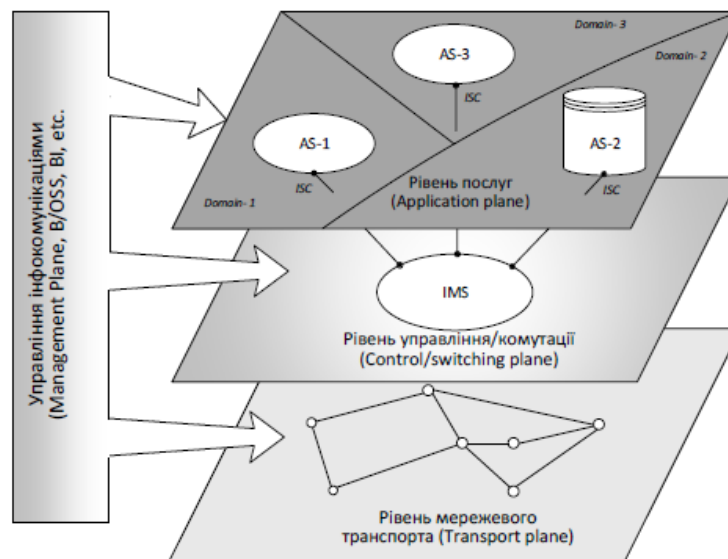 Управління інфокомунікаціями
(Management Plane, B/OSS, BI, etc.
Domain- 3
Domain- 2
AS-3
ISC
AS-1
AS-2
ISC
ISC
Domain- 1
Рівень послуг
(Application plane)
IMS
Рівень управління/комутації
(Control/switching plane)
Рівень мережевого
транспорта (Transport plane)